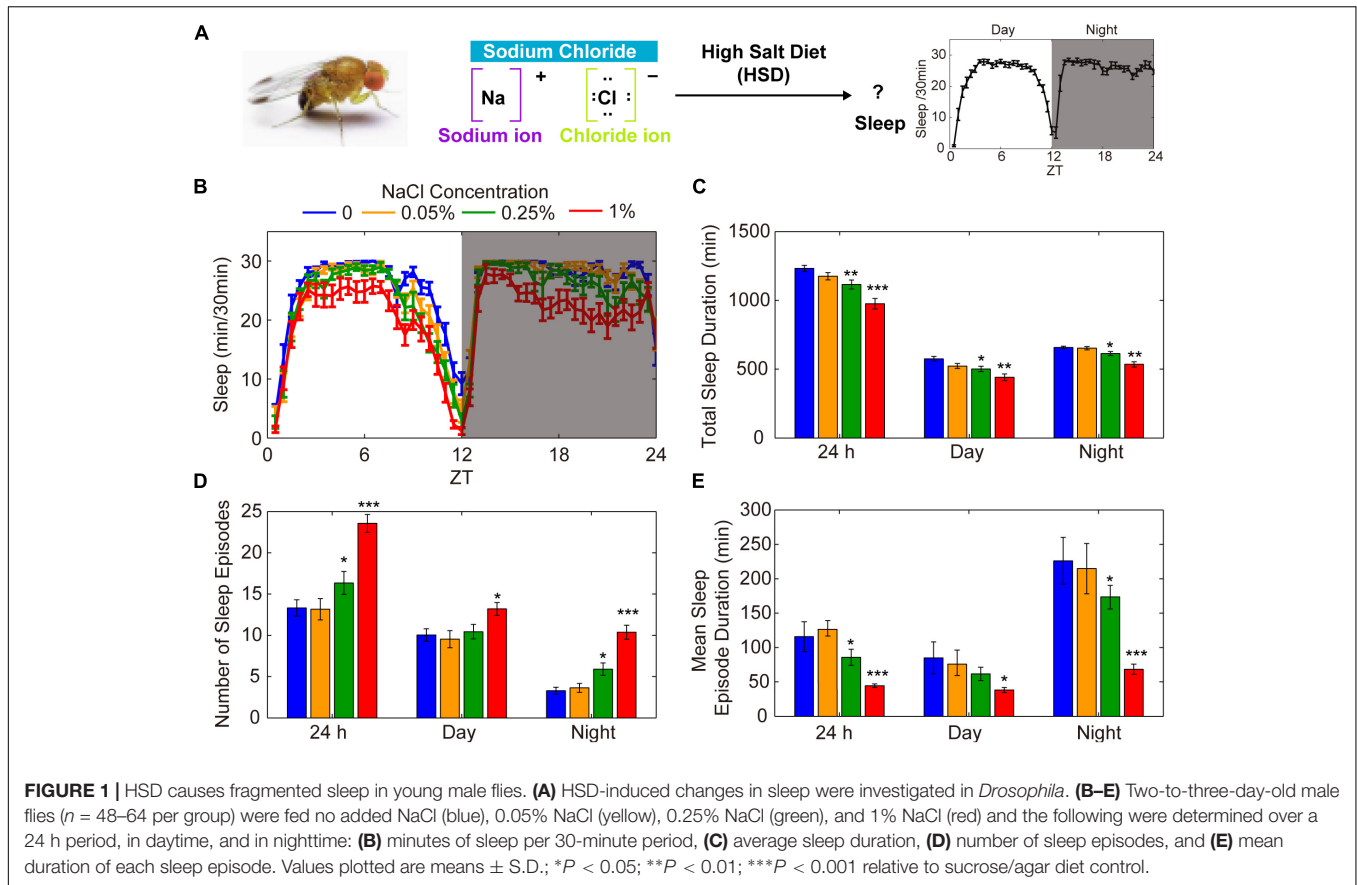 A
Sodium Chloride
Na
+
Cl
−
Sodium ion
Chloride ion
High Salt Diet
(HSD)
?
Sleep
Day
Night
Sleep /30min
30
20
10
0
0
6
12
18
24
ZT
B
NaCl Concentration
0
0.05%
0.25%
1%
Sleep (min/30min)
30
20
10
0
0
6
12
18
24
ZT
C
Total Sleep Duration (min)
1500
1000
500
0
**
***
*
**
*
**
24 h
Day
Night
D
Number of Sleep Episodes
25
20
15
10
5
0
*
***
*
*
***
24 h
Day
Night
E
Mean Sleep
Episode Duration (min)
300
250
200
150
100
50
0
*
***
*
*
***
24 h
Day
Night
FIGURE 1 | HSD causes fragmented sleep in young male flies. (A) HSD-induced changes in sleep were investigated in Drosophila. (B–E) Two-to-three-day-old male
flies (n = 48–64 per group) were fed no added NaCl (blue), 0.05% NaCl (yellow), 0.25% NaCl (green), and 1% NaCl (red) and the following were determined over a
24 h period, in daytime, and in nighttime: (B) minutes of sleep per 30-minute period, (C) average sleep duration, (D) number of sleep episodes, and (E) mean
duration of each sleep episode. Values plotted are means ± S.D.; *P < 0.05; **P < 0.01; ***P < 0.001 relative to sucrose/agar diet control.